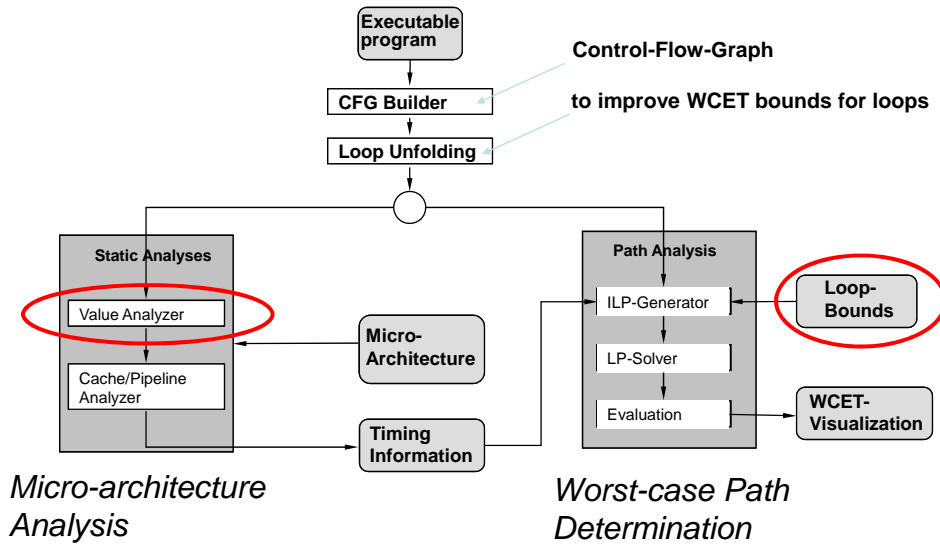 Executable
program
Control-Flow-Graph
CFG Builder
to improve WCET bounds for loops
Loop Unfolding
Static Analyses
Path Analysis
Value Analyzer
ILP-Generator
Loop-
Bounds
Micro-
Architecture
Cache/Pipeline
Analyzer
LP-Solver
Evaluation
WCET-
Visualization
Timing
Information
Micro-architecture
Analysis
Worst-case Path
Determination